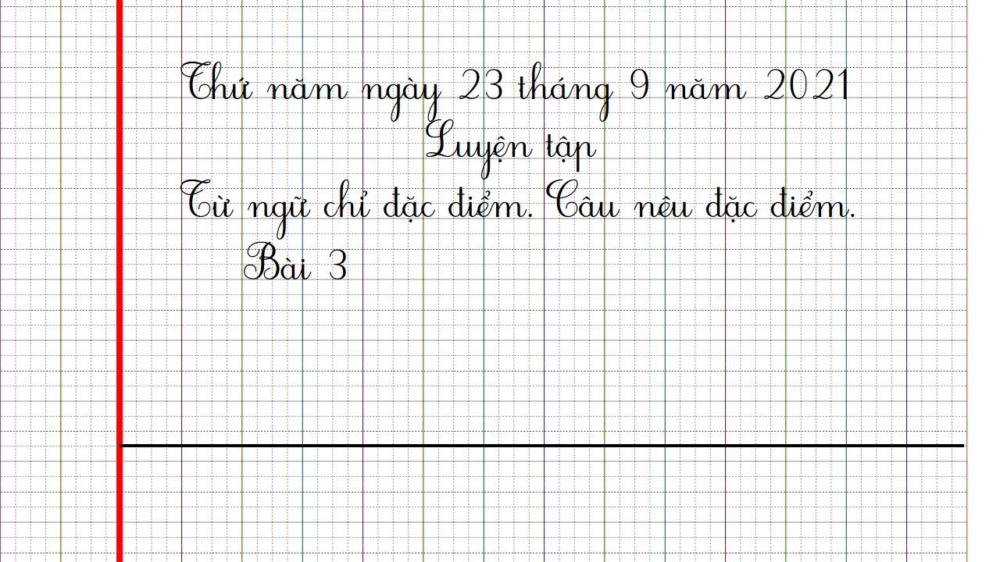 Thứ năm ngày 23 tháng 9 năm 2021
Luyện tập
Từ ngữ chỉ đặc điểm. Câu nêu đặc điểm.
Bài 3